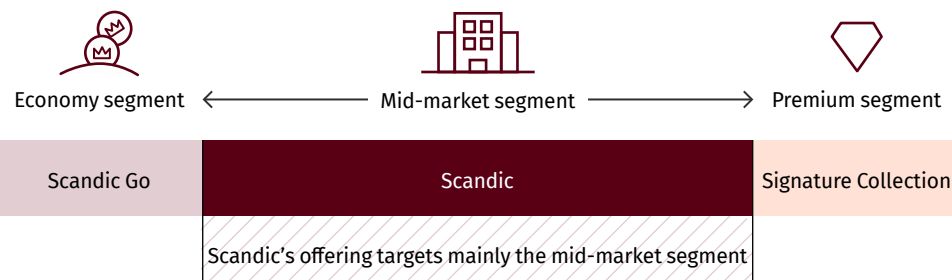 Economy segment
Mid-market segment
Premium segment
Scandic Go
Scandic
Signature Collection
Scandic's offering targets mainly the mid-market segment